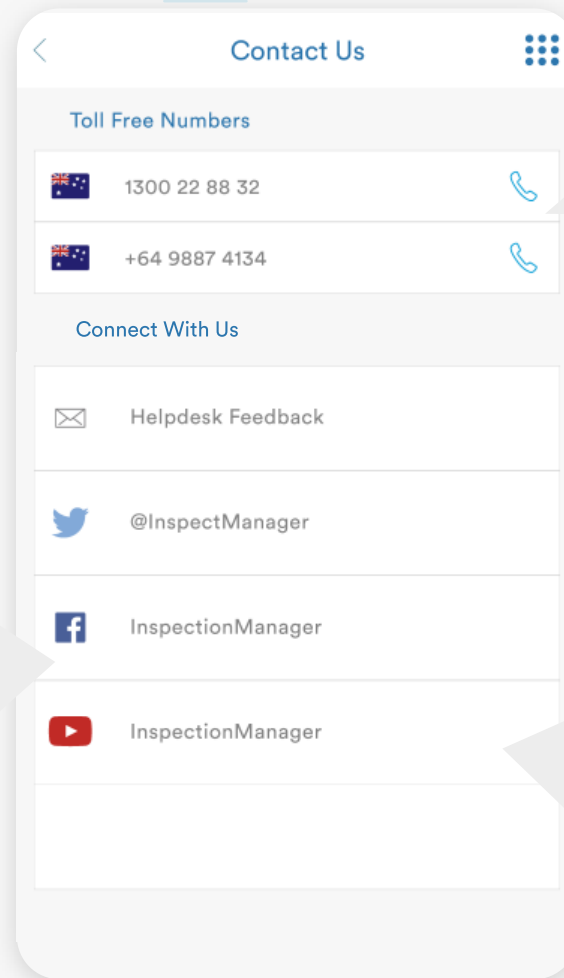 Contact Us
Toll Free Numbers
1300 22 88 32
+64 9887 4134
Connect With Us
Helpdesk Feedback
@InspectManager
InspectionManager
InspectionManager